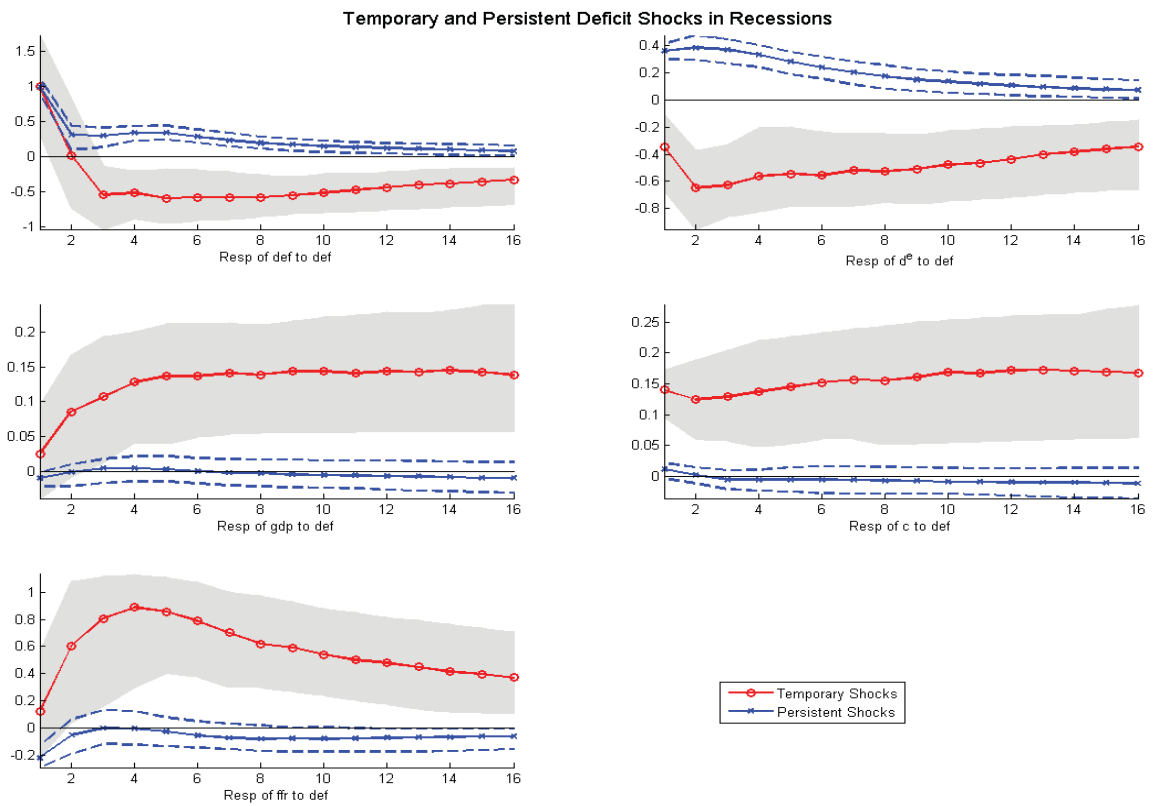 Temporary and Persistent Deficit Shocks in Recessions
1.5
1
0.5
0
-0.5
-1
2 4 6 8 10 12 14 16
Resp of def to def
0.4
0.2
0
-0.2
-0.4
-0.6
-0.8
2 4 6 8 10 12 14 16
Resp of d^e to def
0.2
0.15
0.1
0.05
0
2 4 6 8 10 12 14 16
Resp of gdp to def
0.25
0.2
0.15
0.1
0.05
0
2 4 6 8 10 12 14 16
Resp of c to def
1
0.8
0.6
0.4
0.2
0
-0.2
2 4 6 8 10 12 14 16
Resp of ffr to def
Temporary Shocks
Persistent Shocks